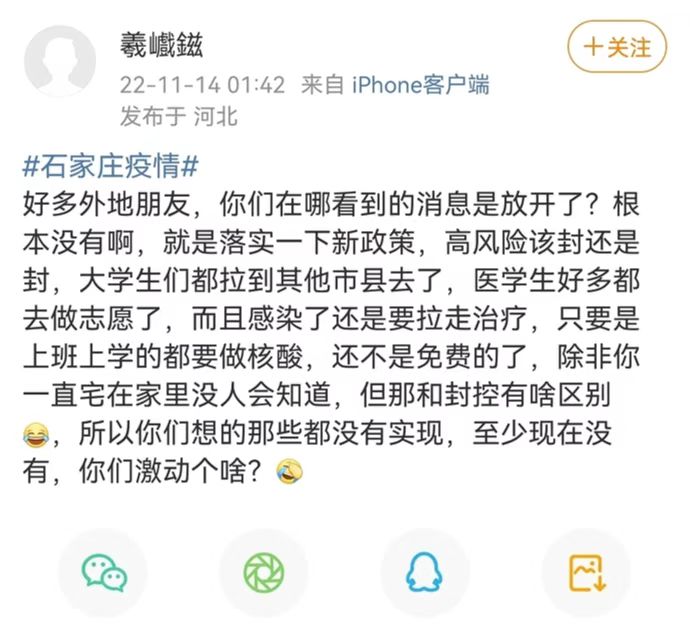 羲巇鎡
＋关注
22-11-14 01:42 来自 iPhone客户端
发布于 河北
#石家庄疫情#
好多外地朋友，你们在哪看到的消息是放开了？根
本没有啊，就是落实一下新政策，高风险该封还是
封，大学生们都拉到其他市县去了，医学生好多都
去做志愿了，而且感染了还是要拉走治疗，只要是
上班上学的都要做核酸，还不是免费的了，除非你
一直宅在家里没人会知道，但那和封控有啥区别
😂，所以你们想的那些都没有实现，至少现在没
有，你们激动个啥？🤣